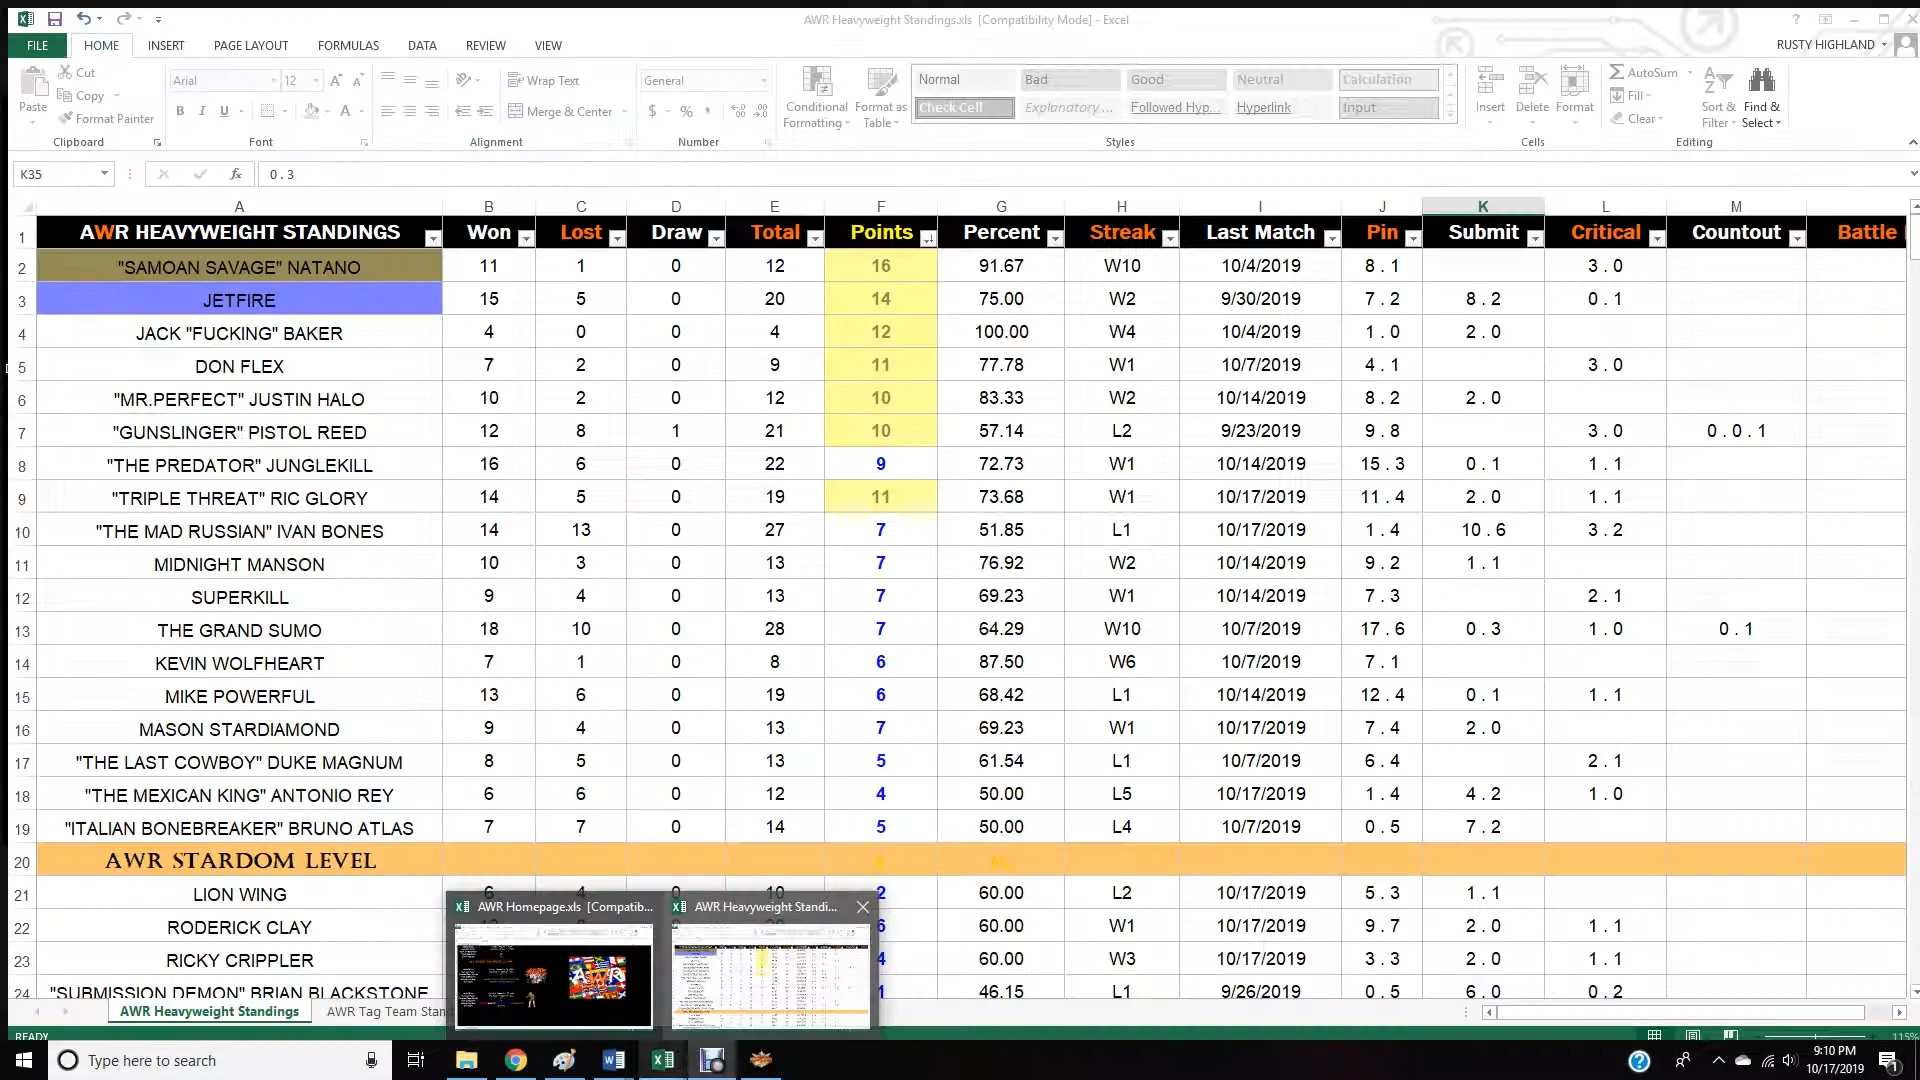 AWR Heavyweight Standings.xls [Compatibility Mode] - Excel
FILE HOME INSERT PAGE LAYOUT FORMULAS DATA REVIEW VIEW RUSTY HIGHLAND
Cut
Copy
Format Painter
Paste
Clipboard
Arial 12
B I U
Font
Wrap Text
Merge & Center
Alignment
General
$ % ,
Number
Conditional Formatting
Format as Table
Normal Bad Good Neutral Calculation
Check Cell Explanatory ... Followed Hyp... Hyperlink Input
Styles
Insert Delete Format
Cells
AutoSum
Fill
Clear
Sort & Filter
Find & Select
Editing
K35 fx 0 . 3
A B C D E F G H I J K L M
1 AWR HEAVYWEIGHT STANDINGS Won Lost Draw Total Points Percent Streak Last Match Pin Submit Critical Countout Battle
2 "SAMOAN SAVAGE" NATANO 11 1 0 12 16 91.67 W10 10/4/2019 8 . 1 3 . 0
3 JETFIRE 15 5 0 20 14 75.00 W2 9/30/2019 7 . 2 8 . 2 0 . 1
4 JACK "FUCKING" BAKER 4 0 0 4 12 100.00 W4 10/4/2019 1 . 0 2 . 0
5 DON FLEX 7 2 0 9 11 77.78 W1 10/7/2019 4 . 1 3 . 0
6 "MR.PERFECT" JUSTIN HALO 10 2 0 12 10 83.33 W2 10/14/2019 8 . 2 2 . 0
7 "GUNSLINGER" PISTOL REED 12 8 1 21 10 57.14 L2 9/23/2019 9 . 8 3 . 0 0 . 0 . 1
8 "THE PREDATOR" JUNGLEKILL 16 6 0 22 9 72.73 W1 10/14/2019 15 . 3 0 . 1 1 . 1
9 "TRIPLE THREAT" RIC GLORY 14 5 0 19 11 73.68 W1 10/17/2019 11 . 4 2 . 0 1 . 1
10 "THE MAD RUSSIAN" IVAN BONES 14 13 0 27 7 51.85 L1 10/17/2019 1 . 4 10 . 6 3 . 2
11 MIDNIGHT MANSON 10 3 0 13 7 76.92 W2 10/14/2019 9 . 2 1 . 1
12 SUPERKILL 9 4 0 13 7 69.23 W1 10/14/2019 7 . 3 2 . 1
13 THE GRAND SUMO 18 10 0 28 7 64.29 W10 10/7/2019 17 . 6 0 . 3 1 . 0 0 . 1
14 KEVIN WOLFHEART 7 1 0 8 6 87.50 W6 10/7/2019 7 . 1
15 MIKE POWERFUL 13 6 0 19 6 68.42 L1 10/14/2019 12 . 4 0 . 1 1 . 1
16 MASON STARDIAMOND 9 4 0 13 7 69.23 W1 10/17/2019 7 . 4 2 . 0
17 "THE LAST COWBOY" DUKE MAGNUM 8 5 0 13 5 61.54 L1 10/7/2019 6 . 4 2 . 1
18 "THE MEXICAN KING" ANTONIO REY 6 6 0 12 4 50.00 L5 10/17/2019 1 . 4 4 . 2 1 . 0
19 "ITALIAN BONEBREAKER" BRUNO ATLAS 7 7 0 14 5 50.00 L4 10/7/2019 0 . 5 7 . 2
20 AWR STARDOM LEVEL
21 LION WING 6 4 0 10 2 60.00 L2 10/17/2019 5 . 3 1 . 1
22 RODERICK CLAY 6 60.00 W1 10/17/2019 9 . 7 2 . 0 1 . 1
23 RICKY CRIPPLER 4 60.00 W3 10/17/2019 3 . 3 2 . 0 1 . 1
24 "SUBMISSION DEMON" BRIAN BLACKSTONE 1 46.15 L1 9/26/2019 0 . 5 6 . 0 0 . 2
AWR Homepage.xls [Compatib... AWR Heavyweight Standi...
AWR
AWR Heavyweight Standings AWR Tag Team Stand
READY 115%
Type here to search
9:10 PM
10/17/2019
1